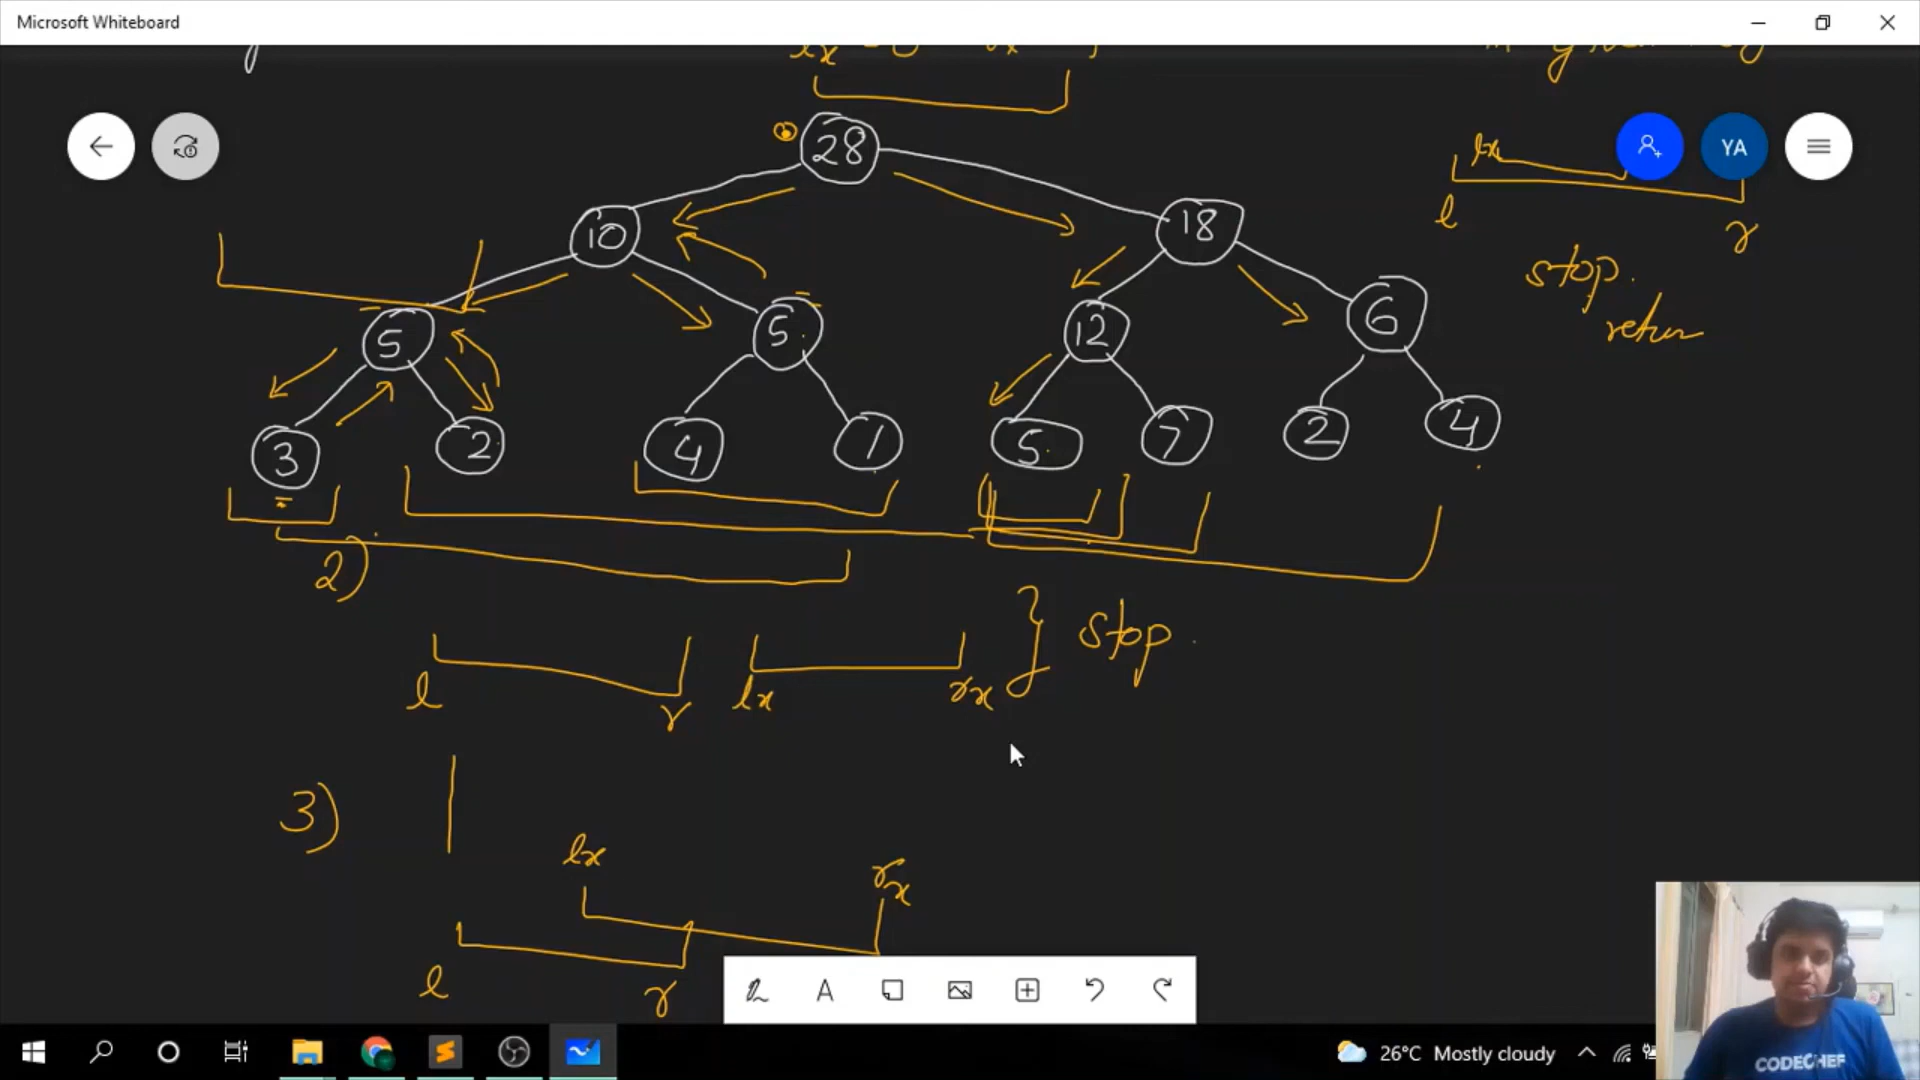 Microsoft Whiteboard
lx
28
lx
YA
10
18
l
r
stop.
return
5
5
12
6
3
2
4
1
5
7
2
4
2)
} stop.
l
r
lx
rx
3)
lx
rx
l
r
A
26°C Mostly cloudy
CODECHEF